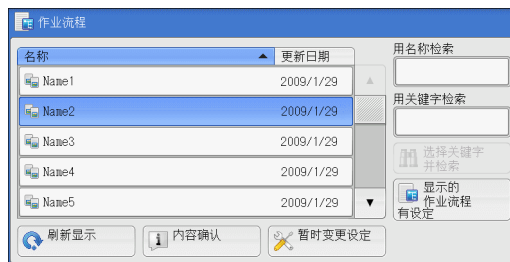 作业流程
名称 更新日期
Name1 2009/1/29
Name2 2009/1/29
Name3 2009/1/29
Name4 2009/1/29
Name5 2009/1/29
用名称检索
用关键字检索
选择关键字
并检索
显示的
作业流程
有设定
刷新显示 内容确认 暂时变更设定